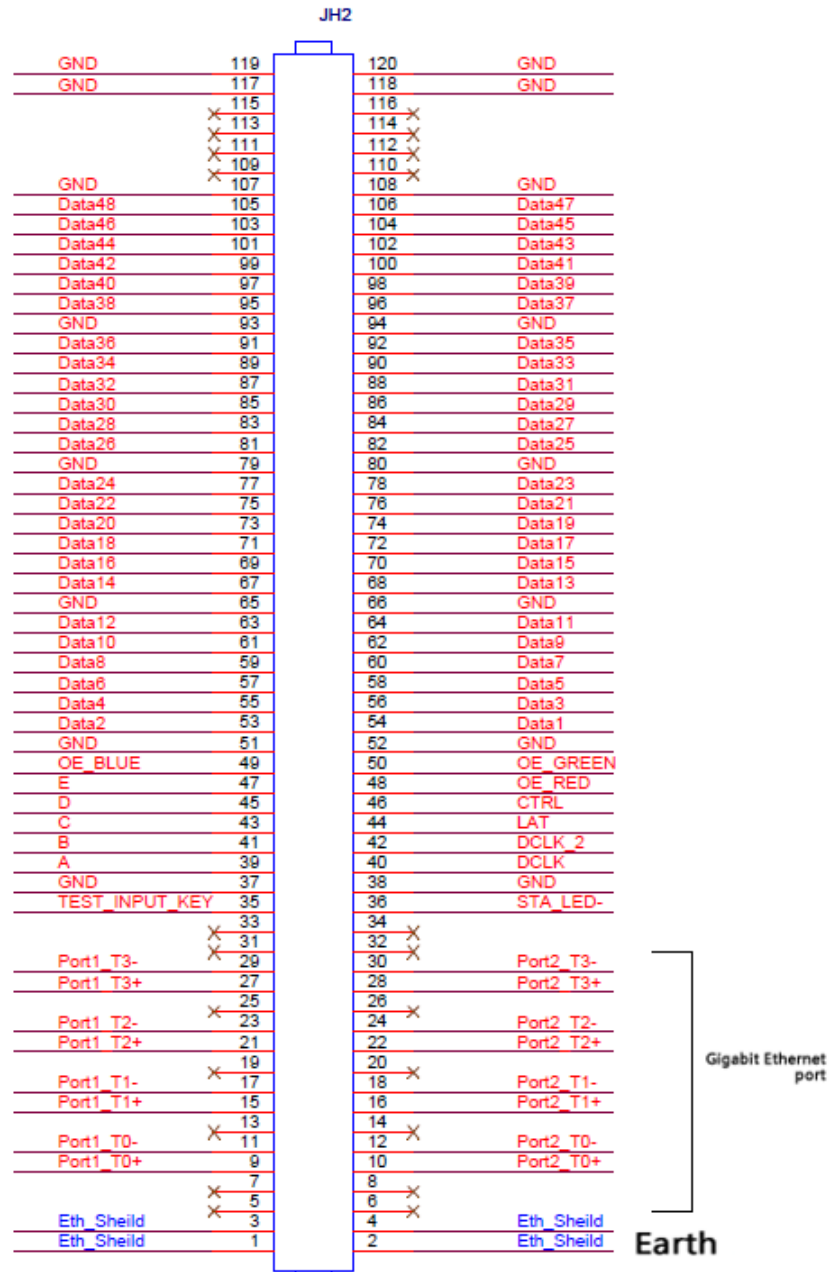 JH2
GND 119 120 GND
GND 117 118 GND
115 116
113 114
111 112
109 110
GND 107 108 GND
Data48 105 106 Data47
Data46 103 104 Data45
Data44 101 102 Data43
Data42 99 100 Data41
Data40 97 98 Data39
Data38 95 96 Data37
GND 93 94 GND
Data36 91 92 Data35
Data34 89 90 Data33
Data32 87 88 Data31
Data30 85 86 Data29
Data28 83 84 Data27
Data26 81 82 Data25
GND 79 80 GND
Data24 77 78 Data23
Data22 75 76 Data21
Data20 73 74 Data19
Data18 71 72 Data17
Data16 69 70 Data15
Data14 67 68 Data13
GND 65 66 GND
Data12 63 64 Data11
Data10 61 62 Data9
Data8 59 60 Data7
Data6 57 58 Data5
Data4 55 56 Data3
Data2 53 54 Data1
GND 51 52 GND
OE_BLUE 49 50 OE_GREEN
E 47 48 OE_RED
D 45 46 CTRL
C 43 44 LAT
B 41 42 DCLK_2
A 39 40 DCLK
GND 37 38 GND
TEST_INPUT_KEY 35 36 STA_LED-
33 34
31 32
Port1_T3- 29 30 Port2_T3-
Port1_T3+ 27 28 Port2_T3+
25 26
Port1_T2- 23 24 Port2_T2-
Port1_T2+ 21 22 Port2_T2+
19 20
Port1_T1- 17 18 Port2_T1-
Port1_T1+ 15 16 Port2_T1+
13 14
Port1_T0- 11 12 Port2_T0-
Port1_T0+ 9 10 Port2_T0+
7 8
5 6
Eth_Sheild 3 4 Eth_Sheild
Eth_Sheild 1 2 Eth_Sheild
Gigabit Ethernet
port
Earth